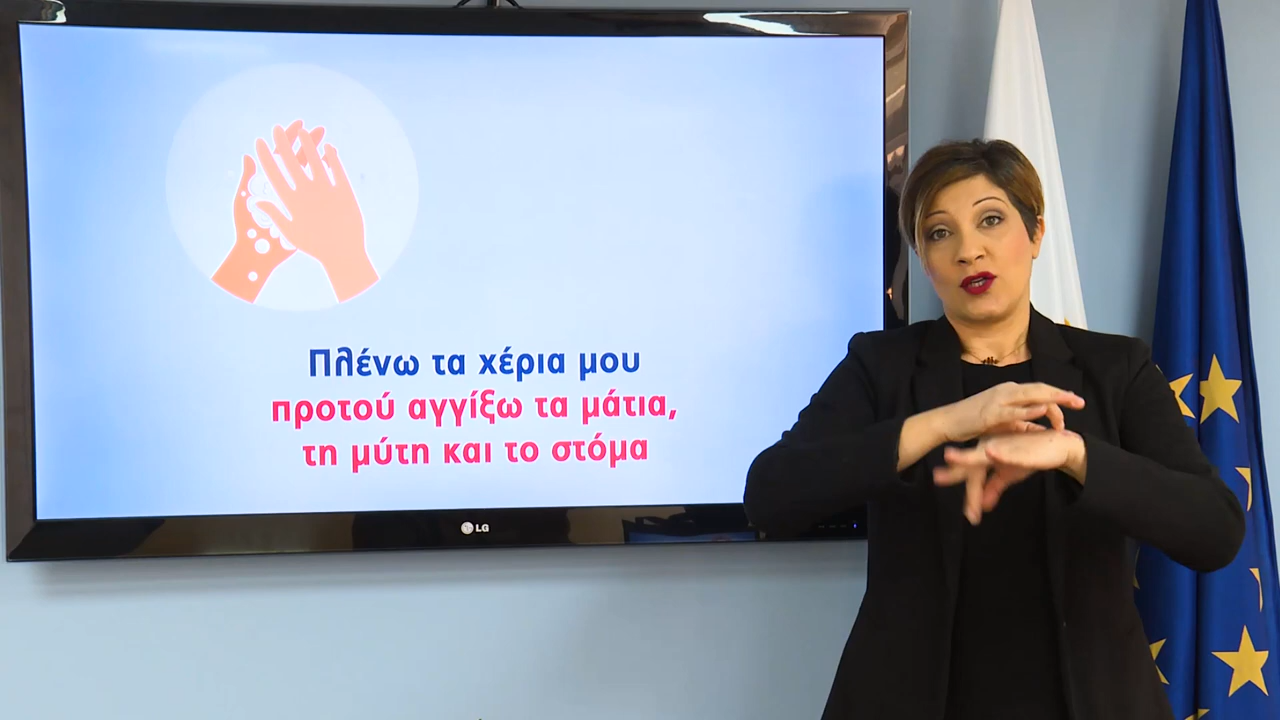 Πλένω τα χέρια μου
προτού αγγίξω τα μάτια,
τη μύτη και το στόμα
LG